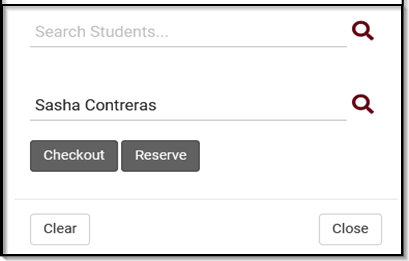 Search Students...
Sasha Contreras
Checkout Reserve
Clear Close